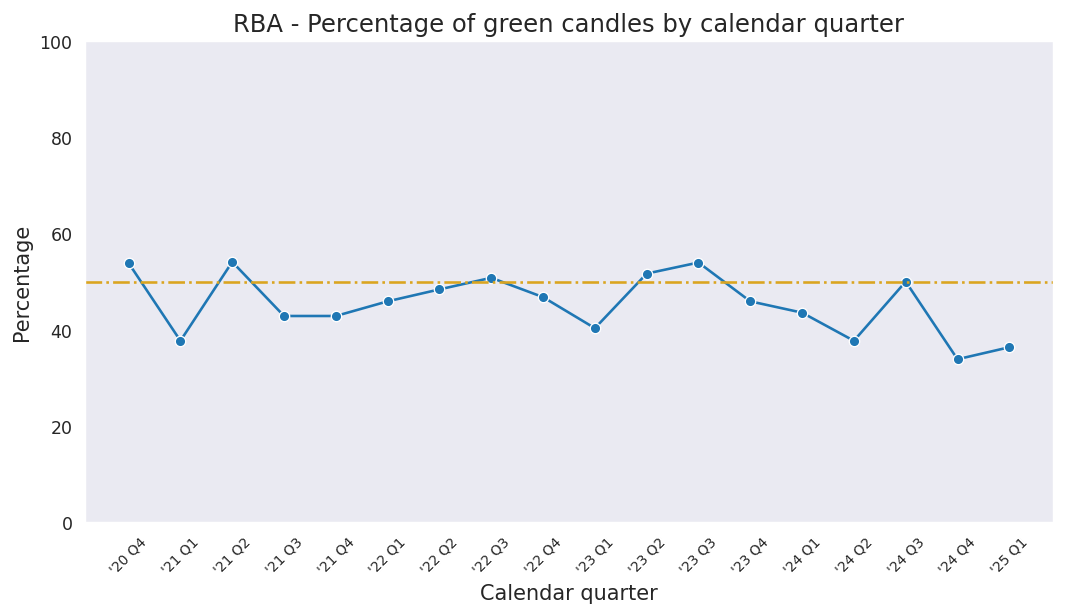 RBA - Percentage of green candles by calendar quarter
100
80
60
40
20
0
Percentage
'20 Q4
'21 Q1
'21 Q2
'21 Q3
'21 Q4
'22 Q1
'22 Q2
'22 Q3
'22 Q4
'23 Q1
'23 Q2
'23 Q3
'23 Q4
'24 Q1
'24 Q2
'24 Q3
'24 Q4
'25 Q1
Calendar quarter